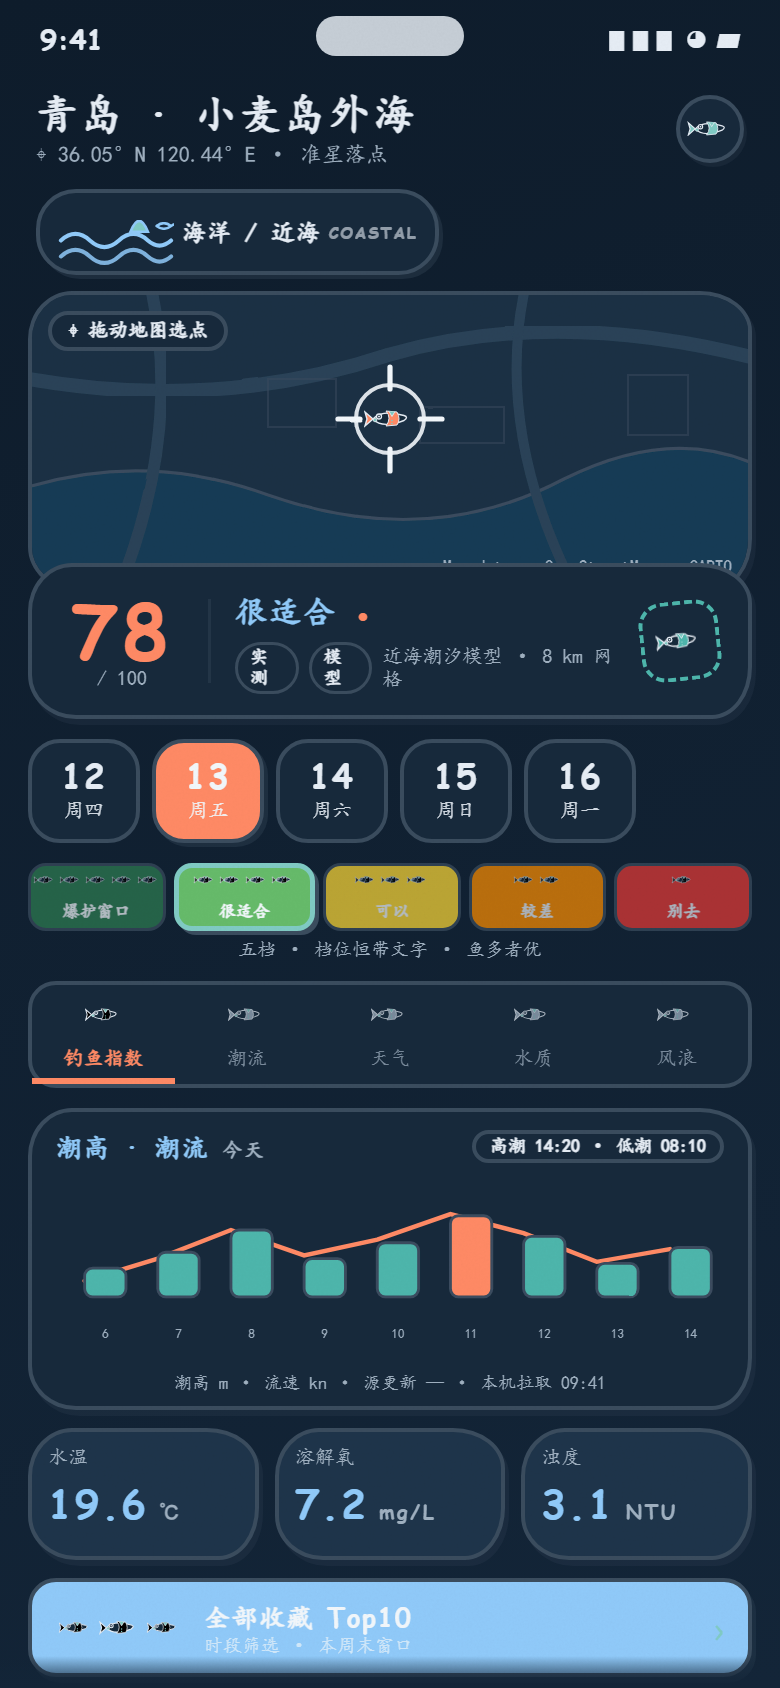 9:41
青岛 · 小麦岛外海
⌖ 36.05° N 120.44° E • 准星落点
海洋 / 近海 COASTAL
⌖ 拖动地图选点
CARTO
78
/ 100
很适合
实测
模型
近海潮汐模型 • 8 km 网格
12
周四
13
周五
14
周六
15
周日
16
周一
爆护窗口
很适合
可以
较差
别去
五档 • 档位恒带文字 • 鱼多者优
钓鱼指数
潮流
天气
水质
风浪
潮高 · 潮流 今天
高潮 14:20 • 低潮 08:10
6 7 8 9 10 11 12 13 14
潮高 m • 流速 kn • 源更新 — • 本机拉取 09:41
水温
19.6 °C
溶解氧
7.2 mg/L
浊度
3.1 NTU
全部收藏 Top10
时段筛选 • 本周末窗口